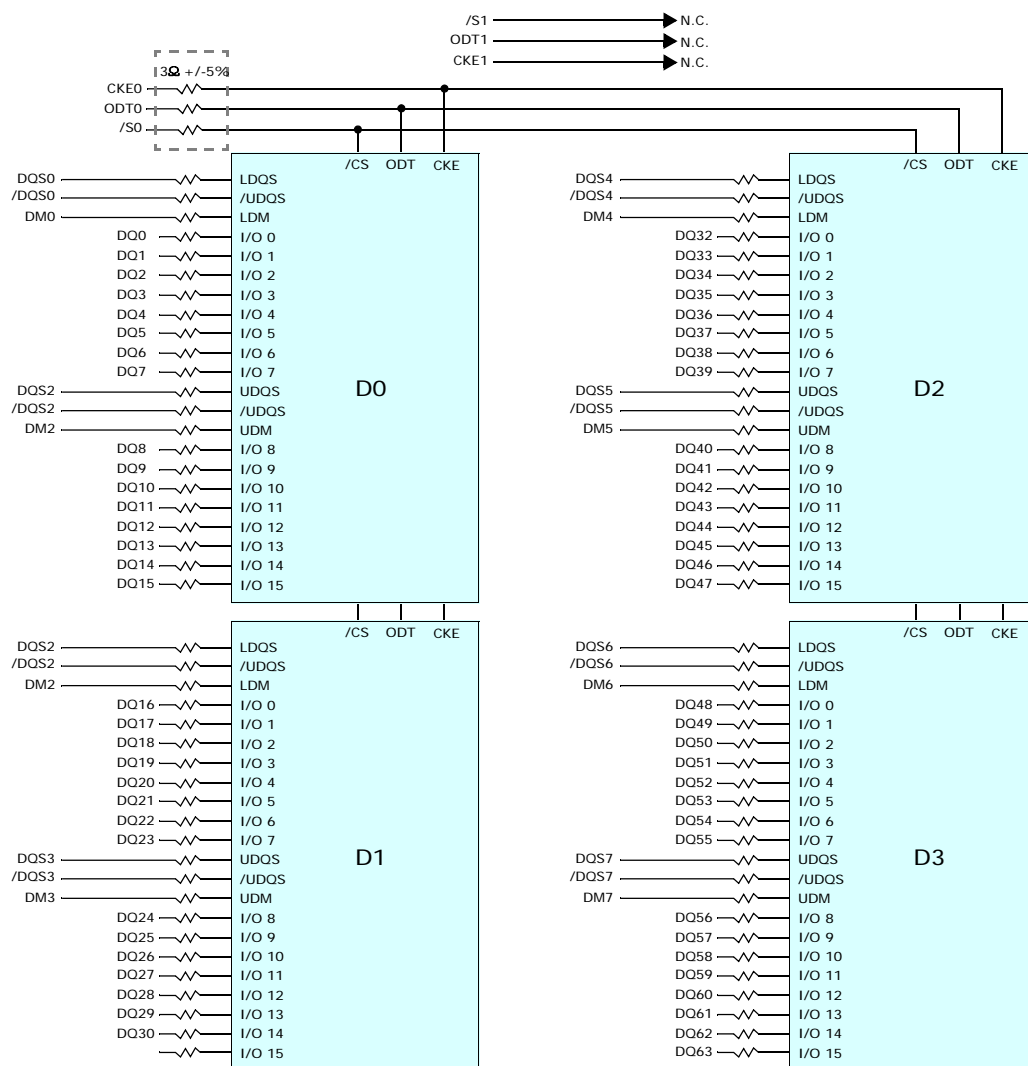 /S1 N.C.
ODT1 N.C.
CKE1 N.C.
3Ω +/-5%
CKE0
ODT0
/S0
/CS ODT CKE
DQS0 LDQS
/DQS0 /UDQS
DM0 LDM
DQ0 I/O 0
DQ1 I/O 1
DQ2 I/O 2
DQ3 I/O 3
DQ4 I/O 4
DQ5 I/O 5
DQ6 I/O 6
DQ7 I/O 7
D0
DQS2 UDQS
/DQS2 /UDQS
DM2 UDM
DQ8 I/O 8
DQ9 I/O 9
DQ10 I/O 10
DQ11 I/O 11
DQ12 I/O 12
DQ13 I/O 13
DQ14 I/O 14
DQ15 I/O 15
/CS ODT CKE
DQS4 LDQS
/DQS4 /UDQS
DM4 LDM
DQ32 I/O 0
DQ33 I/O 1
DQ34 I/O 2
DQ35 I/O 3
DQ36 I/O 4
DQ37 I/O 5
DQ38 I/O 6
DQ39 I/O 7
D2
DQS5 UDQS
/DQS5 /UDQS
DM5 UDM
DQ40 I/O 8
DQ41 I/O 9
DQ42 I/O 10
DQ43 I/O 11
DQ44 I/O 12
DQ45 I/O 13
DQ46 I/O 14
DQ47 I/O 15
/CS ODT CKE
DQS2 LDQS
/DQS2 /UDQS
DM2 LDM
DQ16 I/O 0
DQ17 I/O 1
DQ18 I/O 2
DQ19 I/O 3
DQ20 I/O 4
DQ21 I/O 5
DQ22 I/O 6
DQ23 I/O 7
D1
DQS3 UDQS
/DQS3 /UDQS
DM3 UDM
DQ24 I/O 8
DQ25 I/O 9
DQ26 I/O 10
DQ27 I/O 11
DQ28 I/O 12
DQ29 I/O 13
DQ30 I/O 14
I/O 15
/CS ODT CKE
DQS6 LDQS
/DQS6 /UDQS
DM6 LDM
DQ48 I/O 0
DQ49 I/O 1
DQ50 I/O 2
DQ51 I/O 3
DQ52 I/O 4
DQ53 I/O 5
DQ54 I/O 6
DQ55 I/O 7
D3
DQS7 UDQS
/DQS7 /UDQS
DM7 UDM
DQ56 I/O 8
DQ57 I/O 9
DQ58 I/O 10
DQ59 I/O 11
DQ60 I/O 12
DQ61 I/O 13
DQ62 I/O 14
DQ63 I/O 15